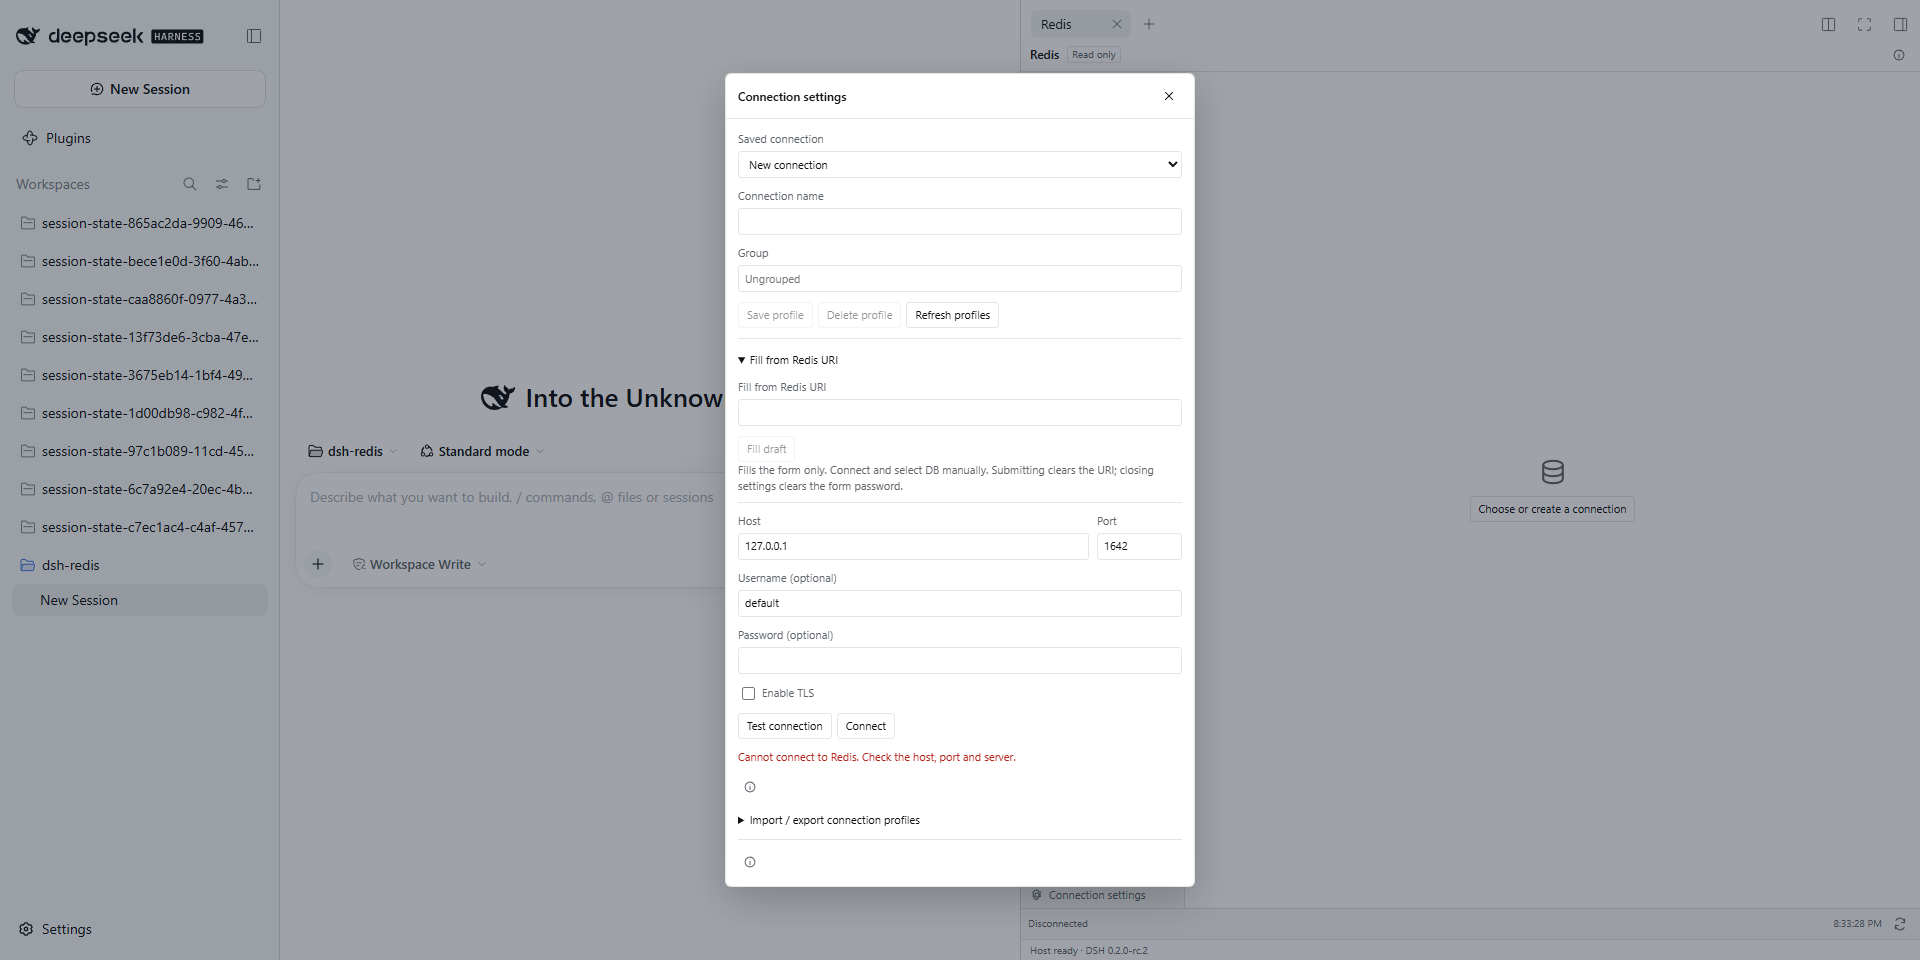 deepseek HARNESS
New Session
Plugins
Workspaces
session-state-865ac2da-9909-46...
session-state-bece1e0d-3f60-4ab...
session-state-caa8860f-0977-4a3...
session-state-13f73de6-3cba-47e...
session-state-3675eb14-1bf4-49...
session-state-1d00db98-c982-4f...
session-state-97c1b089-11cd-45...
session-state-6c7a92e4-20ec-4b...
session-state-c7ec1ac4-c4af-457...
dsh-redis
New Session
Settings
Into the Unknow
dsh-redis
Standard mode
Describe what you want to build, / commands, @ files or sessions
Workspace Write
Connection settings
Saved connection
New connection
Connection name
Group
Ungrouped
Save profile Delete profile Refresh profiles
Fill from Redis URI
Fill from Redis URI
Fill draft
Fills the form only. Connect and select DB manually. Submitting clears the URI; closing
settings clears the form password.
Host Port
127.0.0.1 1642
Username (optional)
default
Password (optional)
Enable TLS
Test connection Connect
Cannot connect to Redis. Check the host, port and server.
Import / export connection profiles
Redis
Redis Read only
Choose or create a connection
Connection settings
Disconnected 8:33:28 PM
Host ready · DSH 0.2.0-rc.2